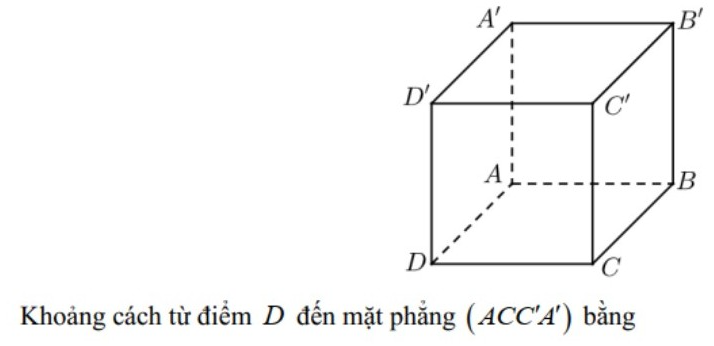 A' B'
D' C'
A B
D C
Khoảng cách từ điểm D đến mặt phẳng (ACC'A') bằng